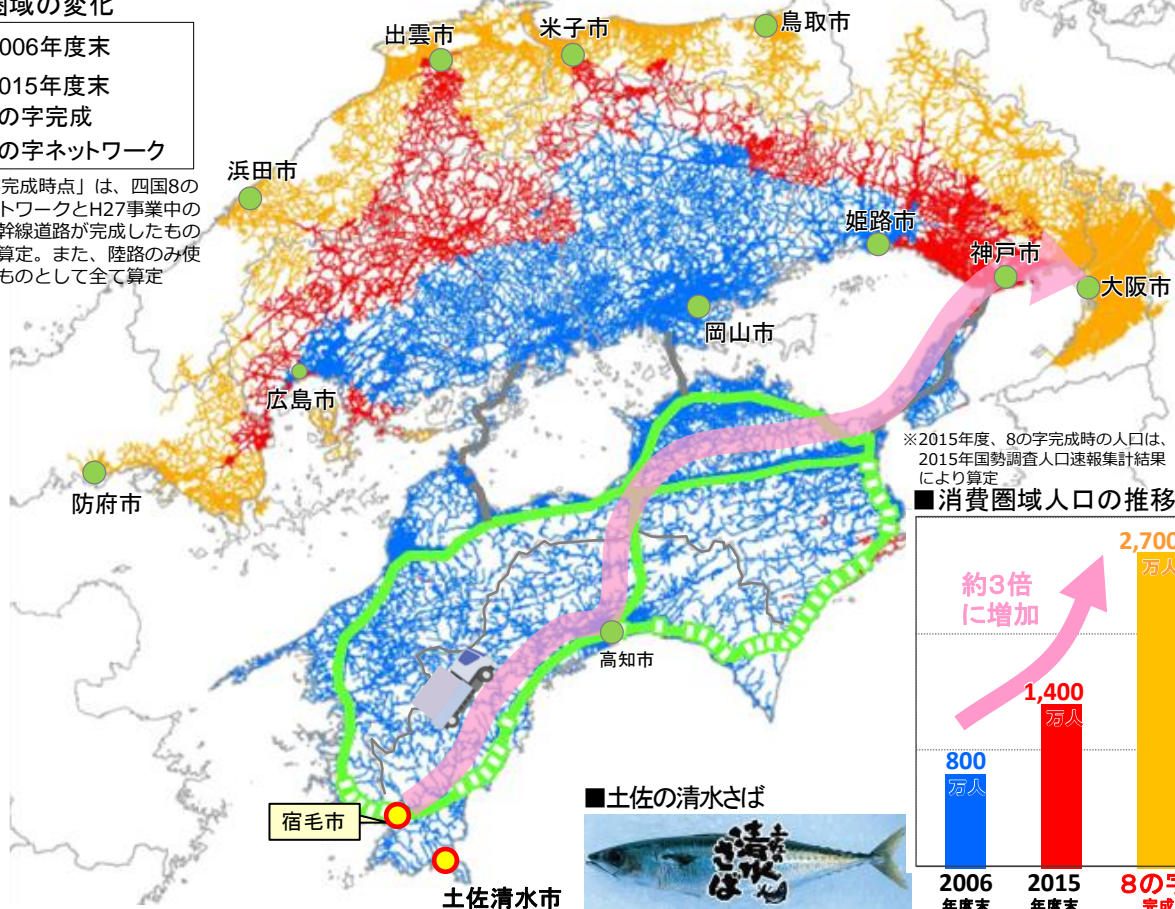 圏域の変化
006年度末
015年度末
の字完成
の字ネットワーク
完成時点」は、四国8の
トワークとH27事業中の
幹線道路が完成したもの
算定。また、陸路のみ使
ものとして全て算定
出雲市
米子市
鳥取市
浜田市
姫路市
神戸市
大阪市
岡山市
広島市
防府市
高知市
宿毛市
土佐清水市
※2015年度、8の字完成時の人口は、
2015年国勢調査人口速報集計結果
により算定
■消費圏域人口の推移
2,700
万人
約3倍
に増加
1,400
万人
800
万人
2006
年度末
2015
年度末
8の字
完成
■土佐の清水さば
土佐の
清水
さば